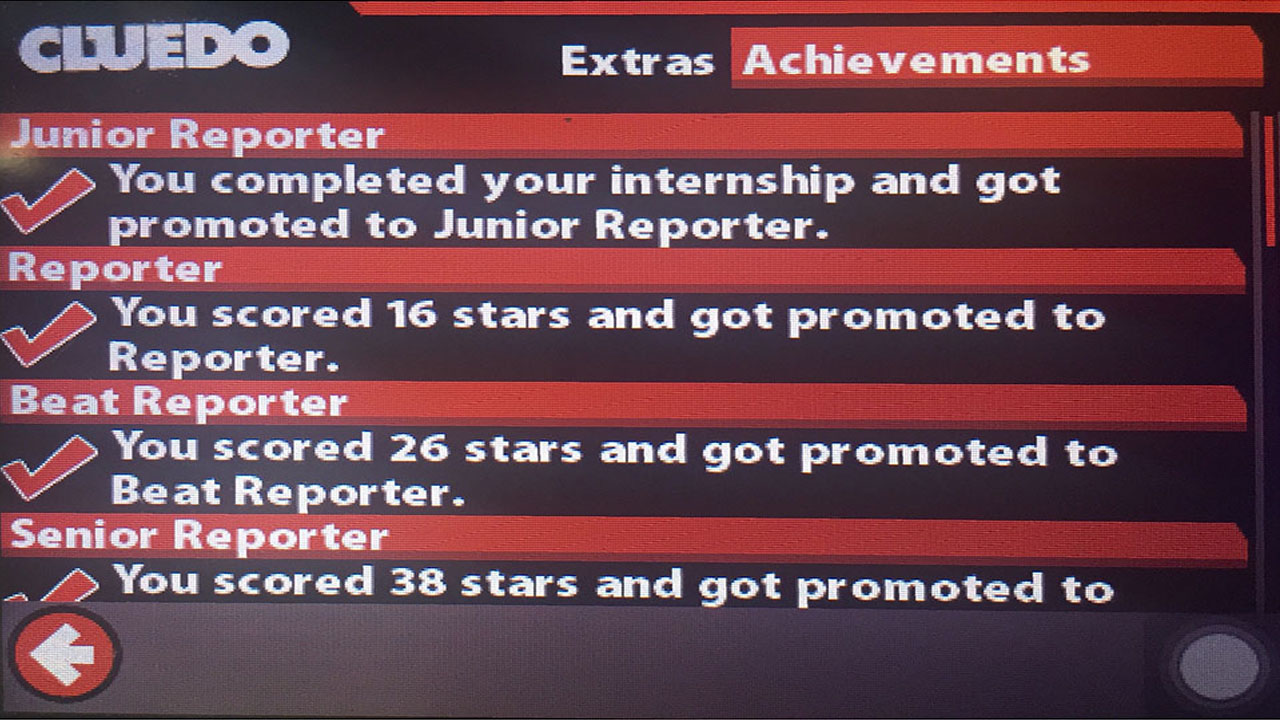 CLUEDO
Extras Achievements
Junior Reporter
You completed your internship and got
promoted to Junior Reporter.
Reporter
You scored 16 stars and got promoted to
Reporter.
Beat Reporter
You scored 26 stars and got promoted to
Beat Reporter.
Senior Reporter
You scored 38 stars and got promoted to